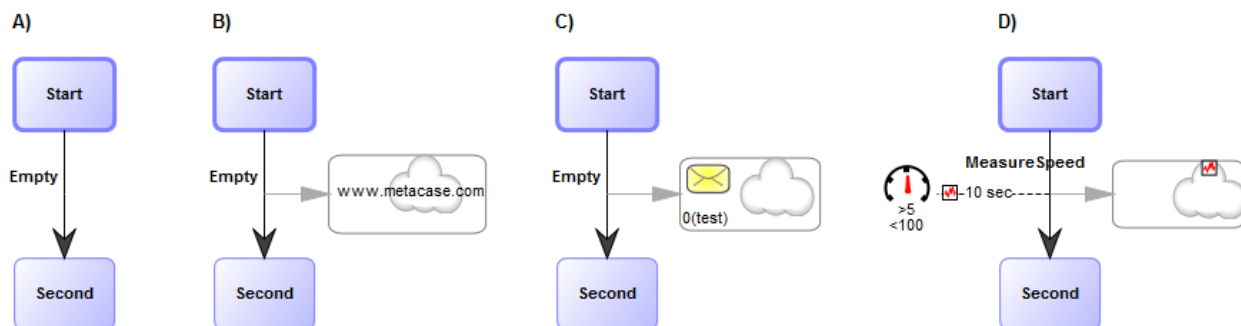 A)
B)
C)
D)
Start
Start
Start
Start
Empty
Empty
www.metacase.com
Empty
0(test)
MeasureSpeed
10 sec
>5
<100
Second
Second
Second
Second